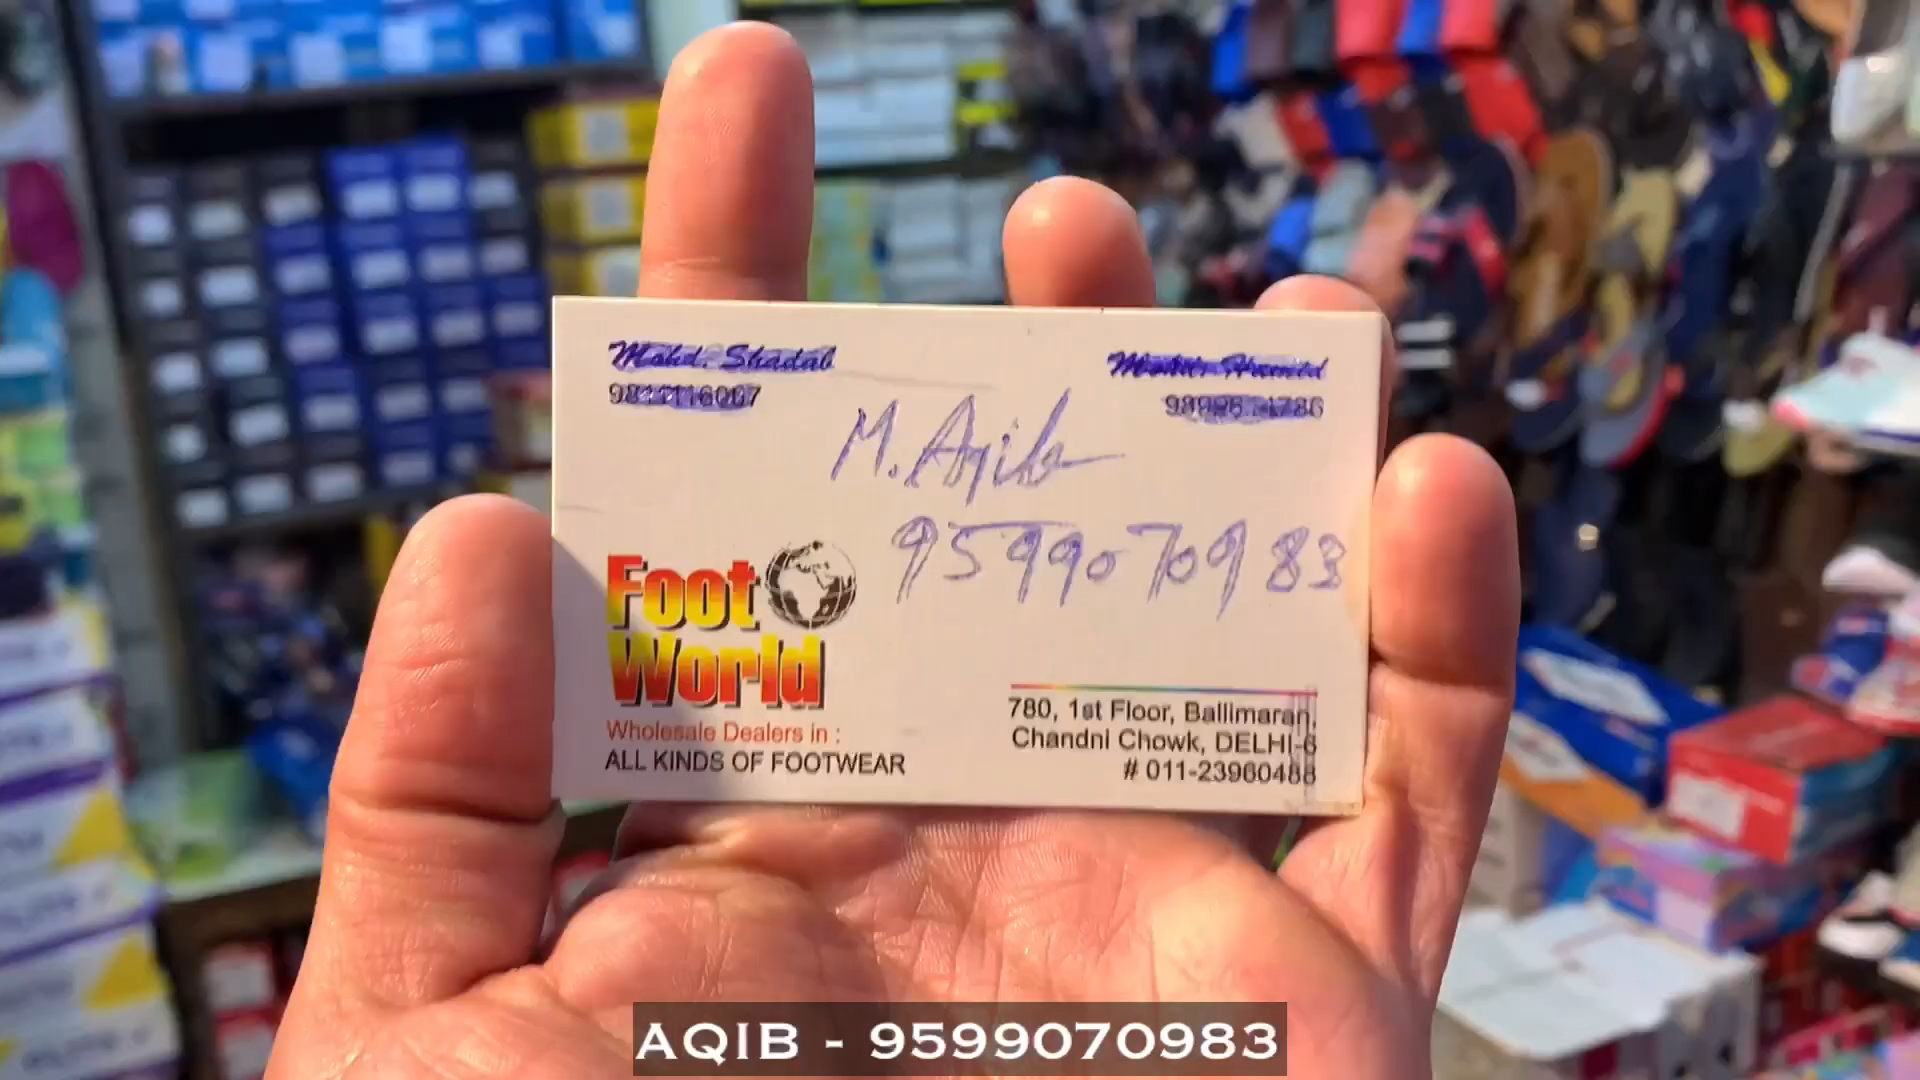 Mohd. Shadab
M. Aqib
9599070983
Foot
World
Wholesale Dealers in :
ALL KINDS OF FOOTWEAR
780, 1st Floor, Ballimaran,
Chandni Chowk, DELHI-6
# 011-23960488
AQIB - 9599070983